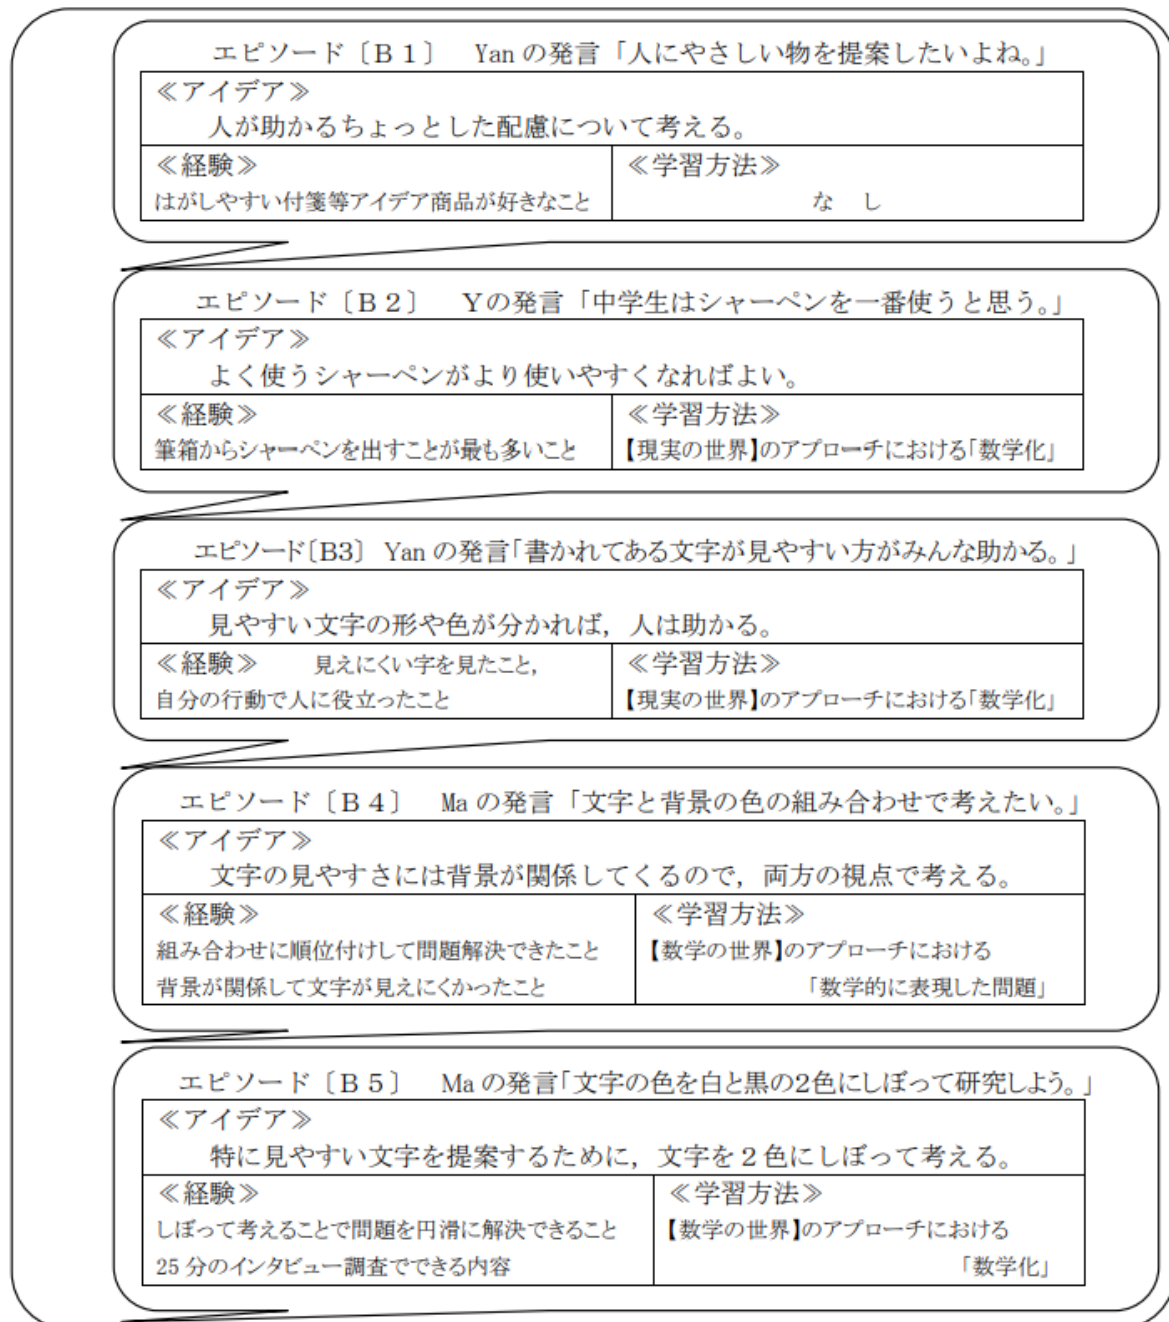 エピソード〔B1〕　Yan の発言「人にやさしい物を提案したいよね。」
≪アイデア≫
人が助かるちょっとした配慮について考える。
≪経験≫
はがしやすい付箋等アイデア商品が好きなこと
≪学習方法≫
な　し
エピソード〔B2〕　Yの発言「中学生はシャーペンを一番使うと思う。」
≪アイデア≫
よく使うシャーペンがより使いやすくなればよい。
≪経験≫
筆箱からシャーペンを出すことが最も多いこと
≪学習方法≫
【現実の世界】のアプローチにおける「数学化」
エピソード〔B3〕 Yan の発言「書かれてある文字が見やすい方がみんな助かる。」
≪アイデア≫
見やすい文字の形や色が分かれば，人は助かる。
≪経験≫　　見えにくい字を見たこと，
自分の行動で人に役立ったこと
≪学習方法≫
【現実の世界】のアプローチにおける「数学化」
エピソード〔B4〕　Ma の発言「文字と背景の色の組み合わせで考えたい。」
≪アイデア≫
文字の見やすさには背景が関係してくるので，両方の視点で考える。
≪経験≫
組み合わせに順位付けして問題解決できたこと
背景が関係して文字が見えにくかったこと
≪学習方法≫
【数学の世界】のアプローチにおける
「数学的に表現した問題」
エピソード〔B5〕　Ma の発言「文字の色を白と黒の2色にしぼって研究しよう。」
≪アイデア≫
特に見やすい文字を提案するために，文字を２色にしぼって考える。
≪経験≫
しぼって考えることで問題を円滑に解決できること
25 分のインタビュー調査でできる内容
≪学習方法≫
【数学の世界】のアプローチにおける
「数学化」